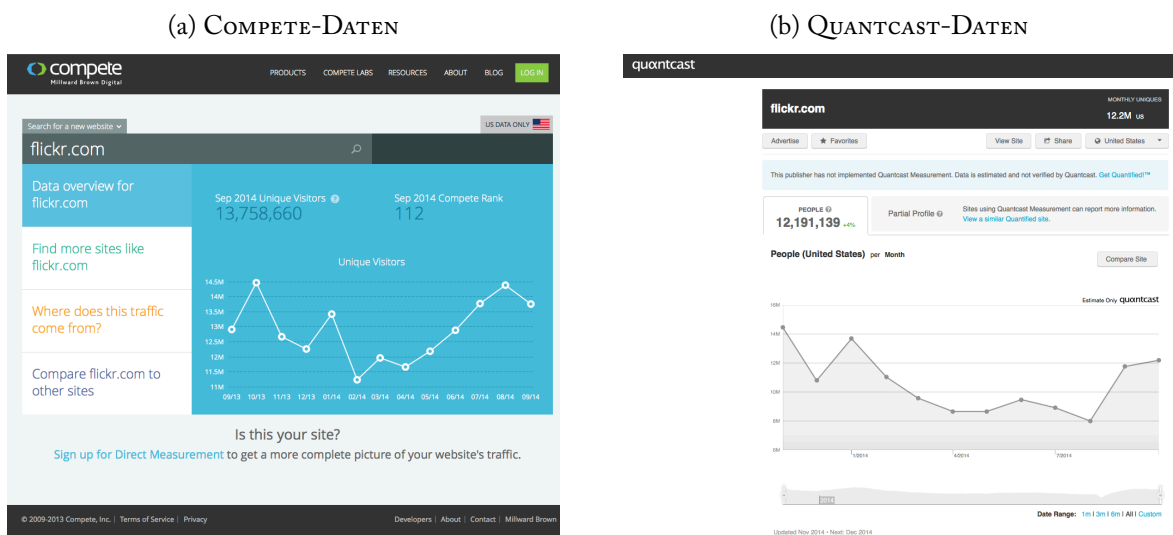 (a) Compete-Daten
compete
Millward Brown Digital
PRODUCTS COMPETE LABS RESOURCES ABOUT BLOG LOG IN
Search for a new website
US DATA ONLY
flickr.com
Data overview for
flickr.com
Find more sites like
flickr.com
Where does this traffic
come from?
Compare flickr.com to
other sites
Sep 2014 Unique Visitors
13,758,660
Sep 2014 Compete Rank
112
Unique Visitors
14.5M
14M
13.5M
13M
12.5M
12M
11.5M
11M
09/13 10/13 11/13 12/13 01/14 02/14 03/14 04/14 05/14 06/14 07/14 08/14 09/14
Is this your site?
Sign up for Direct Measurement to get a more complete picture of your website's traffic.
© 2009-2013 Compete, Inc. | Terms of Service | Privacy
Developers | About | Contact | Millward Brown
(b) Quantcast-Daten
quantcast
flickr.com
MONTHLY UNIQUES
12.2M US
Advertise Favorites View Site Share United States
This publisher has not implemented Quantcast Measurement. Data is estimated and not verified by Quantcast. Get Quantified!™
PEOPLE
12,191,139 +4%
Partial Profile
Sites using Quantcast Measurement can report more information.
View a similar Quantified site.
People (United States) per Month
Compare Site
Estimate Only quantcast
16M
14M
12M
10M
8M
6M
1/2014 4/2014 7/2014
2014
Date Range: 1m | 3m | 6m | All | Custom
Updated Nov 2014 • Next: Dec 2014